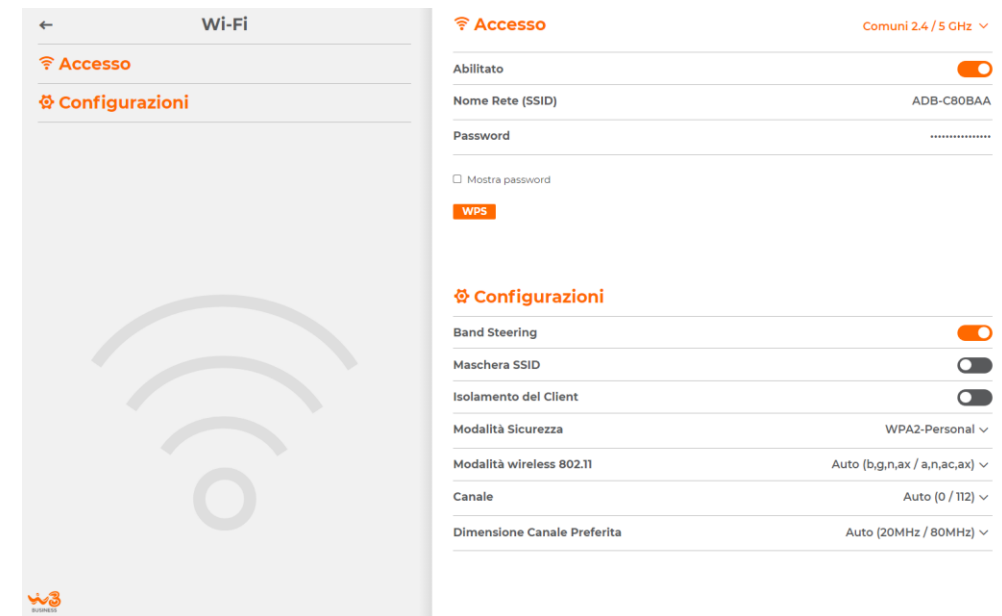 ← Wi-Fi
Accesso
Configurazioni
W3
BUSINESS
Accesso Comuni 2.4 / 5 GHz
Abilitato
Nome Rete (SSID) ADB-C80BAA
Password ••••••••••••••••
Mostra password
WPS
Configurazioni
Band Steering
Maschera SSID
Isolamento del Client
Modalità Sicurezza WPA2-Personal
Modalità wireless 802.11 Auto (b,g,n,ax / a,n,ac,ax)
Canale Auto (0 / 112)
Dimensione Canale Preferita Auto (20MHz / 80MHz)